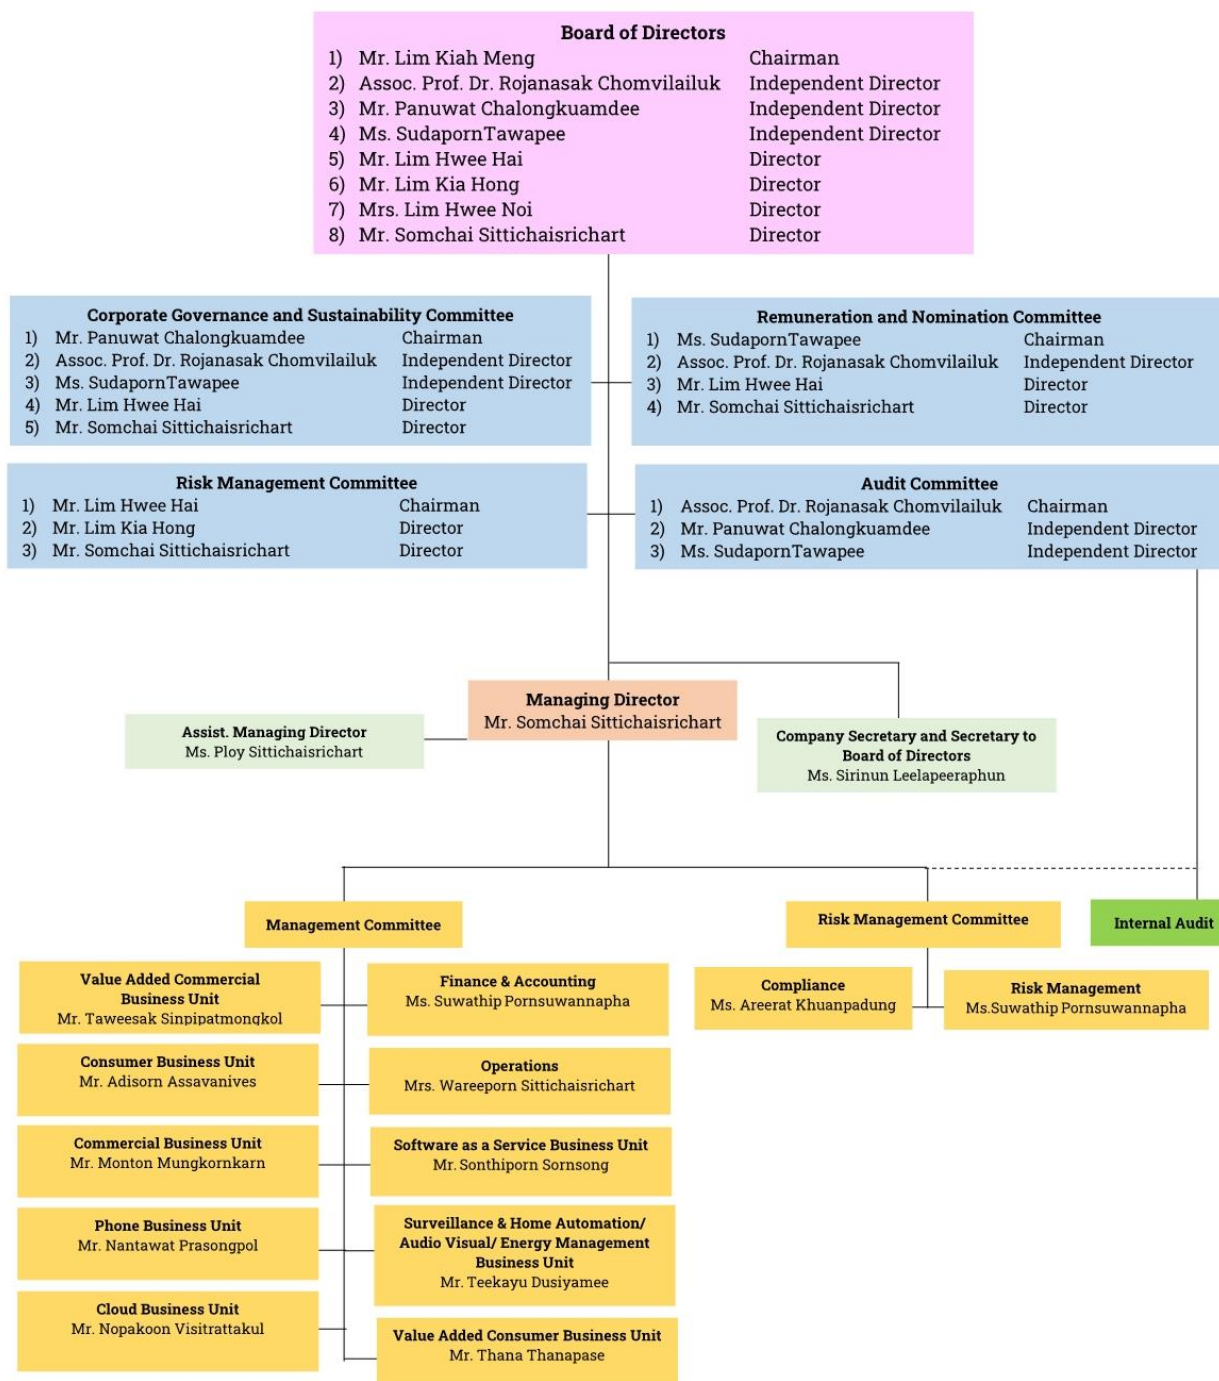 Board of Directors
1) Mr. Lim Kiah Meng Chairman
2) Assoc. Prof. Dr. Rojanasak Chomvilailuk Independent Director
3) Mr. Panuwat Chalongkuamdee Independent Director
4) Ms. SudapornTawapee Independent Director
5) Mr. Lim Hwee Hai Director
6) Mr. Lim Kia Hong Director
7) Mrs. Lim Hwee Noi Director
8) Mr. Somchai Sittichaisrichart Director
Corporate Governance and Sustainability Committee
1) Mr. Panuwat Chalongkuamdee Chairman
2) Assoc. Prof. Dr. Rojanasak Chomvilailuk Independent Director
3) Ms. SudapornTawapee Independent Director
4) Mr. Lim Hwee Hai Director
5) Mr. Somchai Sittichaisrichart Director
Remuneration and Nomination Committee
1) Ms. SudapornTawapee Chairman
2) Assoc. Prof. Dr. Rojanasak Chomvilailuk Independent Director
3) Mr. Lim Hwee Hai Director
4) Mr. Somchai Sittichaisrichart Director
Risk Management Committee
1) Mr. Lim Hwee Hai Chairman
2) Mr. Lim Kia Hong Director
3) Mr. Somchai Sittichaisrichart Director
Audit Committee
1) Assoc. Prof. Dr. Rojanasak Chomvilailuk Chairman
2) Mr. Panuwat Chalongkuamdee Independent Director
3) Ms. SudapornTawapee Independent Director
Managing Director
Mr. Somchai Sittichaisrichart
Assist. Managing Director
Ms. Ploy Sittichaisrichart
Company Secretary and Secretary to
Board of Directors
Ms. Sirinun Leelapeeraphun
Management Committee
Risk Management Committee
Internal Audit
Value Added Commercial
Business Unit
Mr. Taweesak Sinpipatmongkol
Finance & Accounting
Ms. Suwathip Pornsuwannapha
Compliance
Ms. Areerat Khuanpadung
Risk Management
Ms.Suwathip Pornsuwannapha
Consumer Business Unit
Mr. Adisorn Assavanives
Operations
Mrs. Wareeporn Sittichaisrichart
Commercial Business Unit
Mr. Monton Mungkornkarn
Software as a Service Business Unit
Mr. Sonthiporn Sornsong
Phone Business Unit
Mr. Nantawat Prasongpol
Surveillance & Home Automation/
Audio Visual/ Energy Management
Business Unit
Mr. Teekayu Dusiyamee
Cloud Business Unit
Mr. Nopakoon Visitrattakul
Value Added Consumer Business Unit
Mr. Thana Thanapase